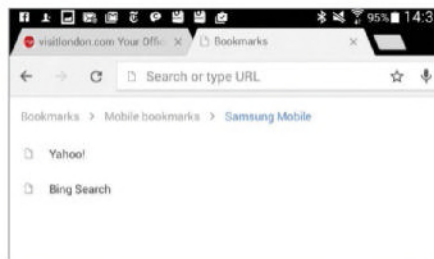 95% 14:3
visitlondon.com Your Offic Bookmarks
Search or type URL
Bookmarks > Mobile bookmarks > Samsung Mobile
Yahoo!
Bing Search